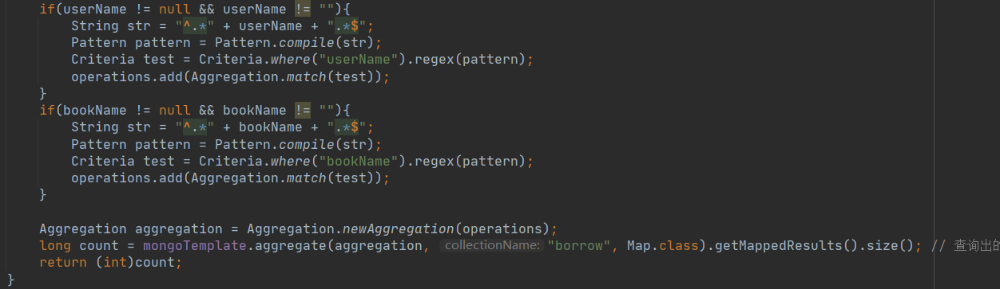 if(userName != null && userName != ""){
String str = "^.*" + userName + ".*$";
Pattern pattern = Pattern.compile(str);
Criteria test = Criteria.where("userName").regex(pattern);
operations.add(Aggregation.match(test));
}
if(bookName != null && bookName != ""){
String str = "^.*" + bookName + ".*$";
Pattern pattern = Pattern.compile(str);
Criteria test = Criteria.where("bookName").regex(pattern);
operations.add(Aggregation.match(test));
}
Aggregation aggregation = Aggregation.newAggregation(operations);
long count = mongoTemplate.aggregate(aggregation, collectionName: "borrow", Map.class).getMappedResults().size(); // 查询出的
return (int)count;
}